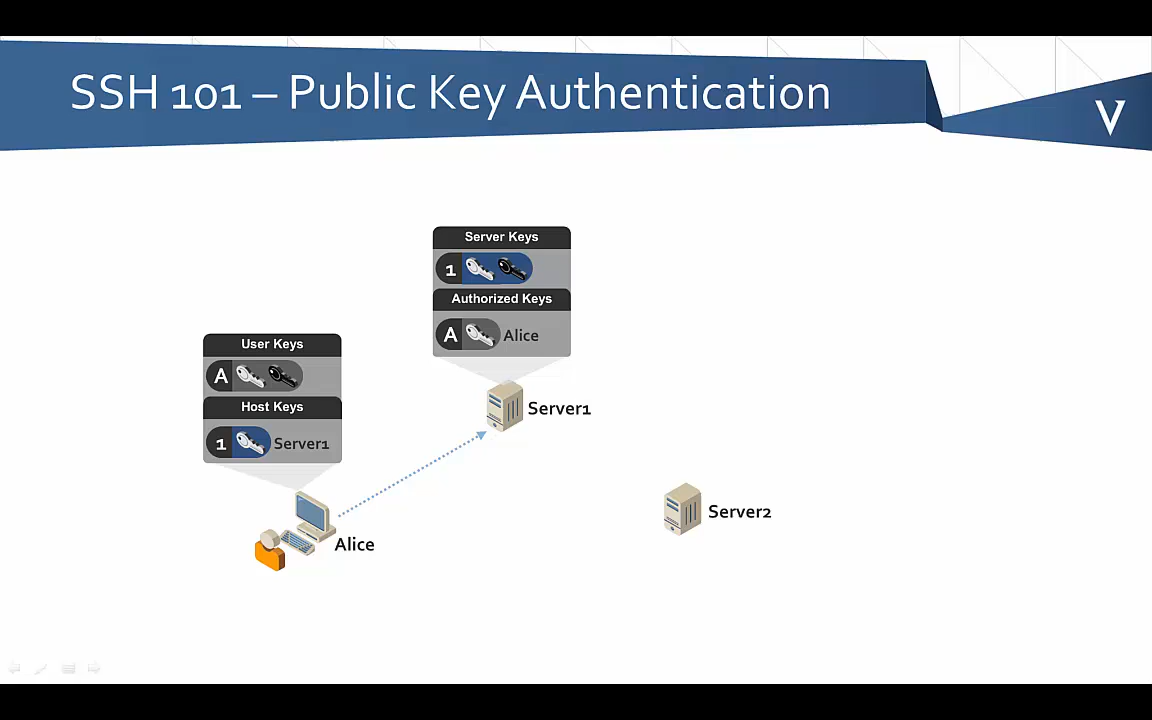 SSH 101 – Public Key Authentication
V
Server Keys
1
Authorized Keys
A Alice
User Keys
A
Host Keys
1 Server1
Server1
Server2
Alice